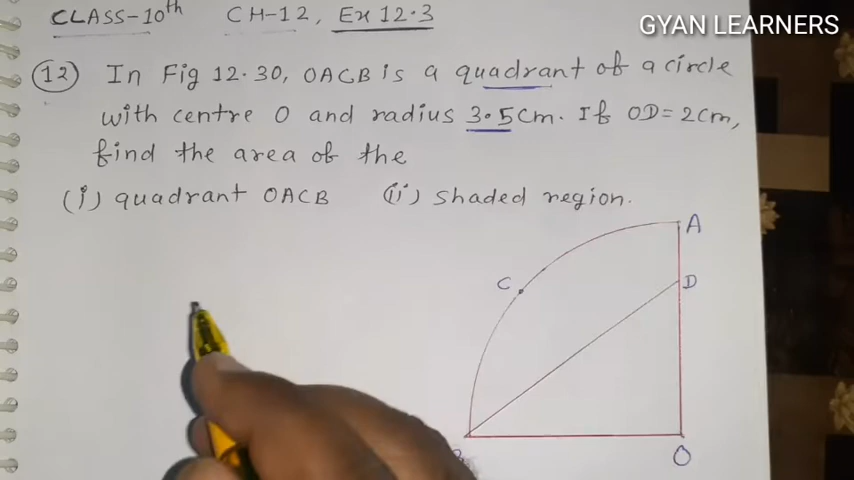 CLASS-10th CH-12, Ex 12.3
GYAN LEARNERS
(12) In Fig 12.30, OACB is a quadrant of a circle
with centre O and radius 3.5cm. If OD=2cm,
find the area of the
(i) quadrant OACB (ii) shaded region.
A
C
D
O